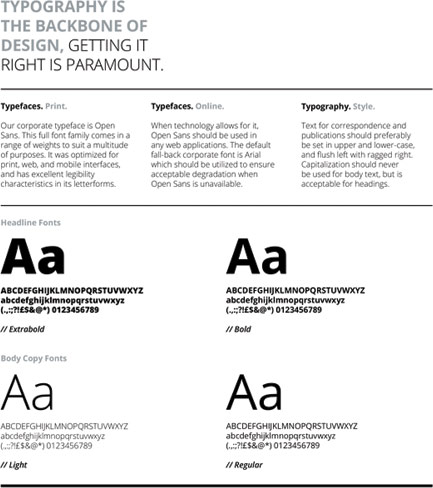 TYPOGRAPHY IS
THE BACKBONE OF
DESIGN, GETTING IT
RIGHT IS PARAMOUNT.
Typefaces. Print.
Our corporate typeface is Open
Sans. This full font family comes in a
range of weights to suit a multitude
of purposes. It was optimized for
print, web, and mobile interfaces,
and has excellent legibility
characteristics in its letterforms.
Typefaces. Online.
When technology allows for it,
Open Sans should be used in
any web applications. The default
fall-back corporate font is Arial
which should be utilized to ensure
acceptable degradation when
Open Sans is unavailable.
Typography. Style.
Text for correspondence and
publications should preferably
be set in upper and lower-case,
and flush left with ragged right.
Capitalization should never
be used for body text, but is
acceptable for headings.
Headline Fonts
Aa
ABCDEFGHIJKLMNOPQRSTUVWXYZ
abcdefghijklmnopqrstuvwxyz
(.,:;?!£$&@*) 0123456789
// Extrabold
Aa
ABCDEFGHIJKLMNOPQRSTUVWXYZ
abcdefghijklmnopqrstuvwxyz
(.,:;?!£$&@*) 0123456789
// Bold
Body Copy Fonts
Aa
ABCDEFGHIJKLMNOPQRSTUVWXYZ
abcdefghijklmnopqrstuvwxyz
(.,:;?!£$&@*) 0123456789
// Light
Aa
ABCDEFGHIJKLMNOPQRSTUVWXYZ
abcdefghijklmnopqrstuvwxyz
(.,:;?!£$&@*) 0123456789
// Regular